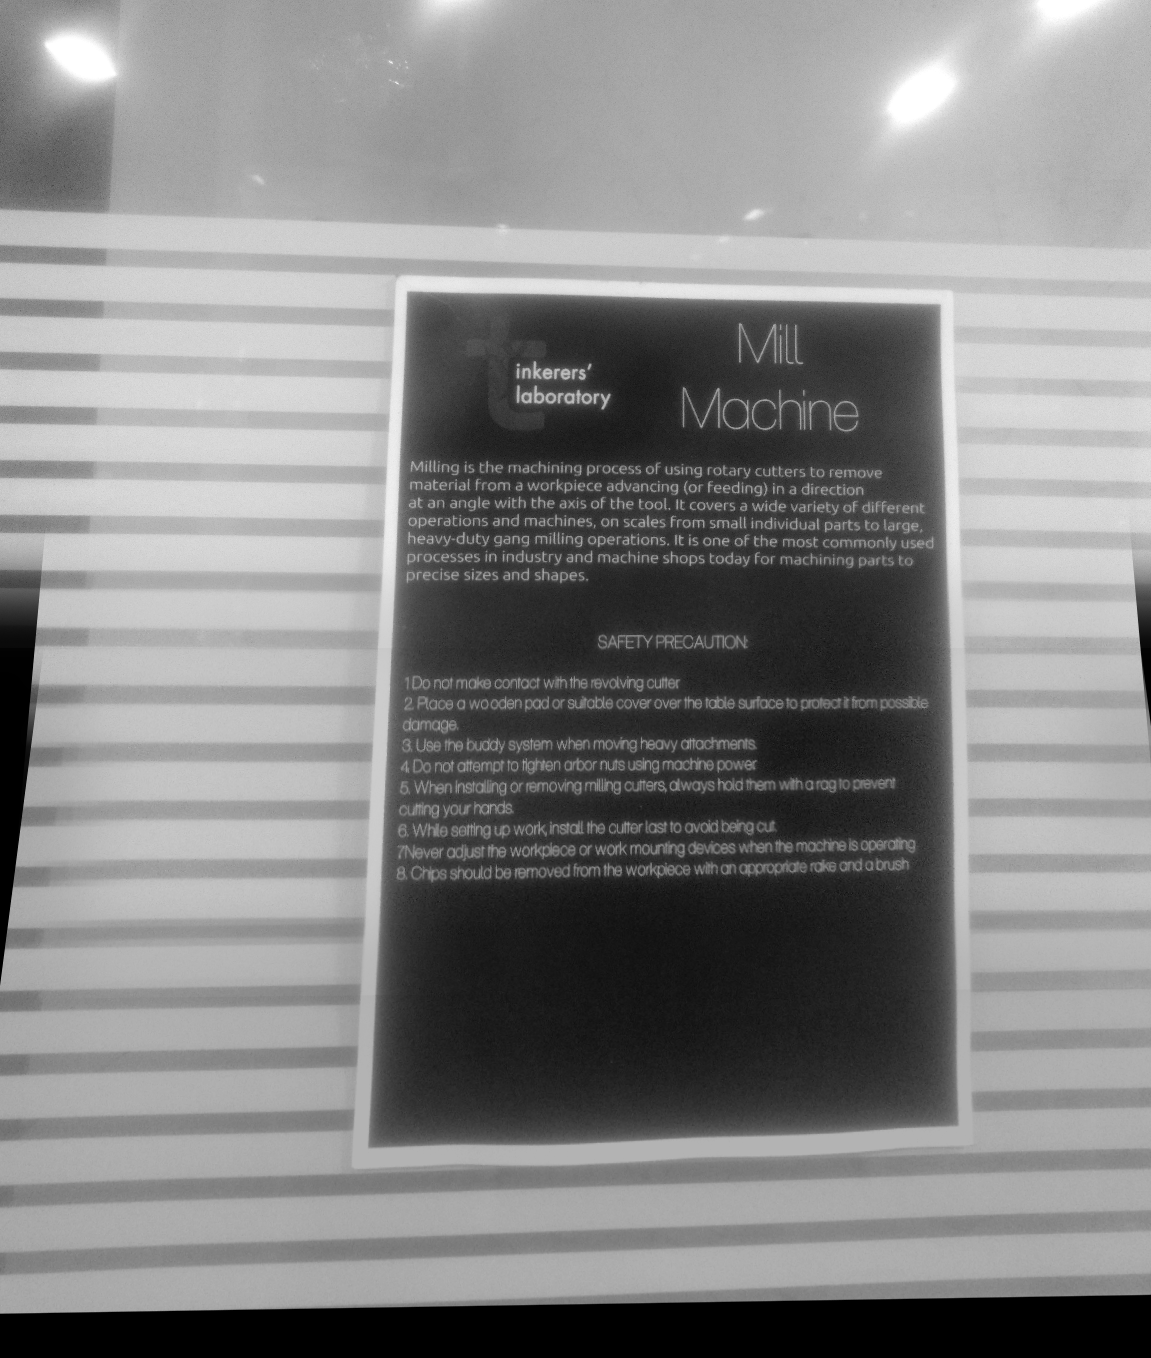 tinkerers'
laboratory
Mill
Machine
Milling is the machining process of using rotary cutters to remove
material from a workpiece advancing (or feeding) in a direction
at an angle with the axis of the tool. It covers a wide variety of different
operations and machines, on scales from small individual parts to large,
heavy-duty gang milling operations. It is one of the most commonly used
processes in industry and machine shops today for machining parts to
precise sizes and shapes.
SAFETY PRECAUTION:
1 Do not make contact with the revolving cutter
2. Place a wooden pad or suitable cover over the table surface to protect it from possible
damage.
3. Use the buddy system when moving heavy attachments.
4. Do not attempt to tighten arbor nuts using machine power
5. When installing or removing milling cutters, always hold them with a rag to prevent
cutting your hands.
6. While setting up work, install the cutter last to avoid being cut.
7Never adjust the workpiece or work mounting devices when the machine is operating
8. Chips should be removed from the workpiece with an appropriate rake and a brush